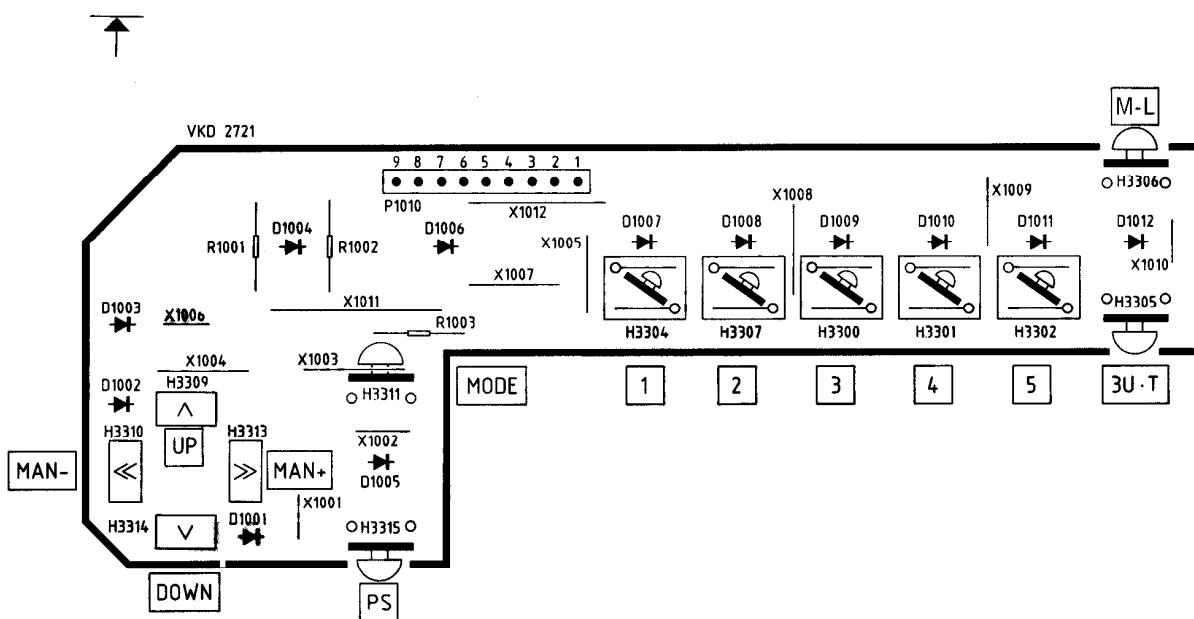 M-L
VKD 2721
9 8 7 6 5 4 3 2 1
P1010
X1012
H3306
X1008
X1009
R1001
D1004
R1002
D1006
X1005
D1007
D1008
D1009
D1010
D1011
D1012
X1007
X1010
X1011
D1003
X1006
R1003
H3304
H3307
H3300
H3301
H3302
H3305
X1004
X1003
H3309
D1002
H3311
MODE
1
2
3
4
5
3U·T
H3310
UP
H3313
X1002
MAN-
MAN+
D1005
X1001
H3314
D1001
H3315
DOWN
PS